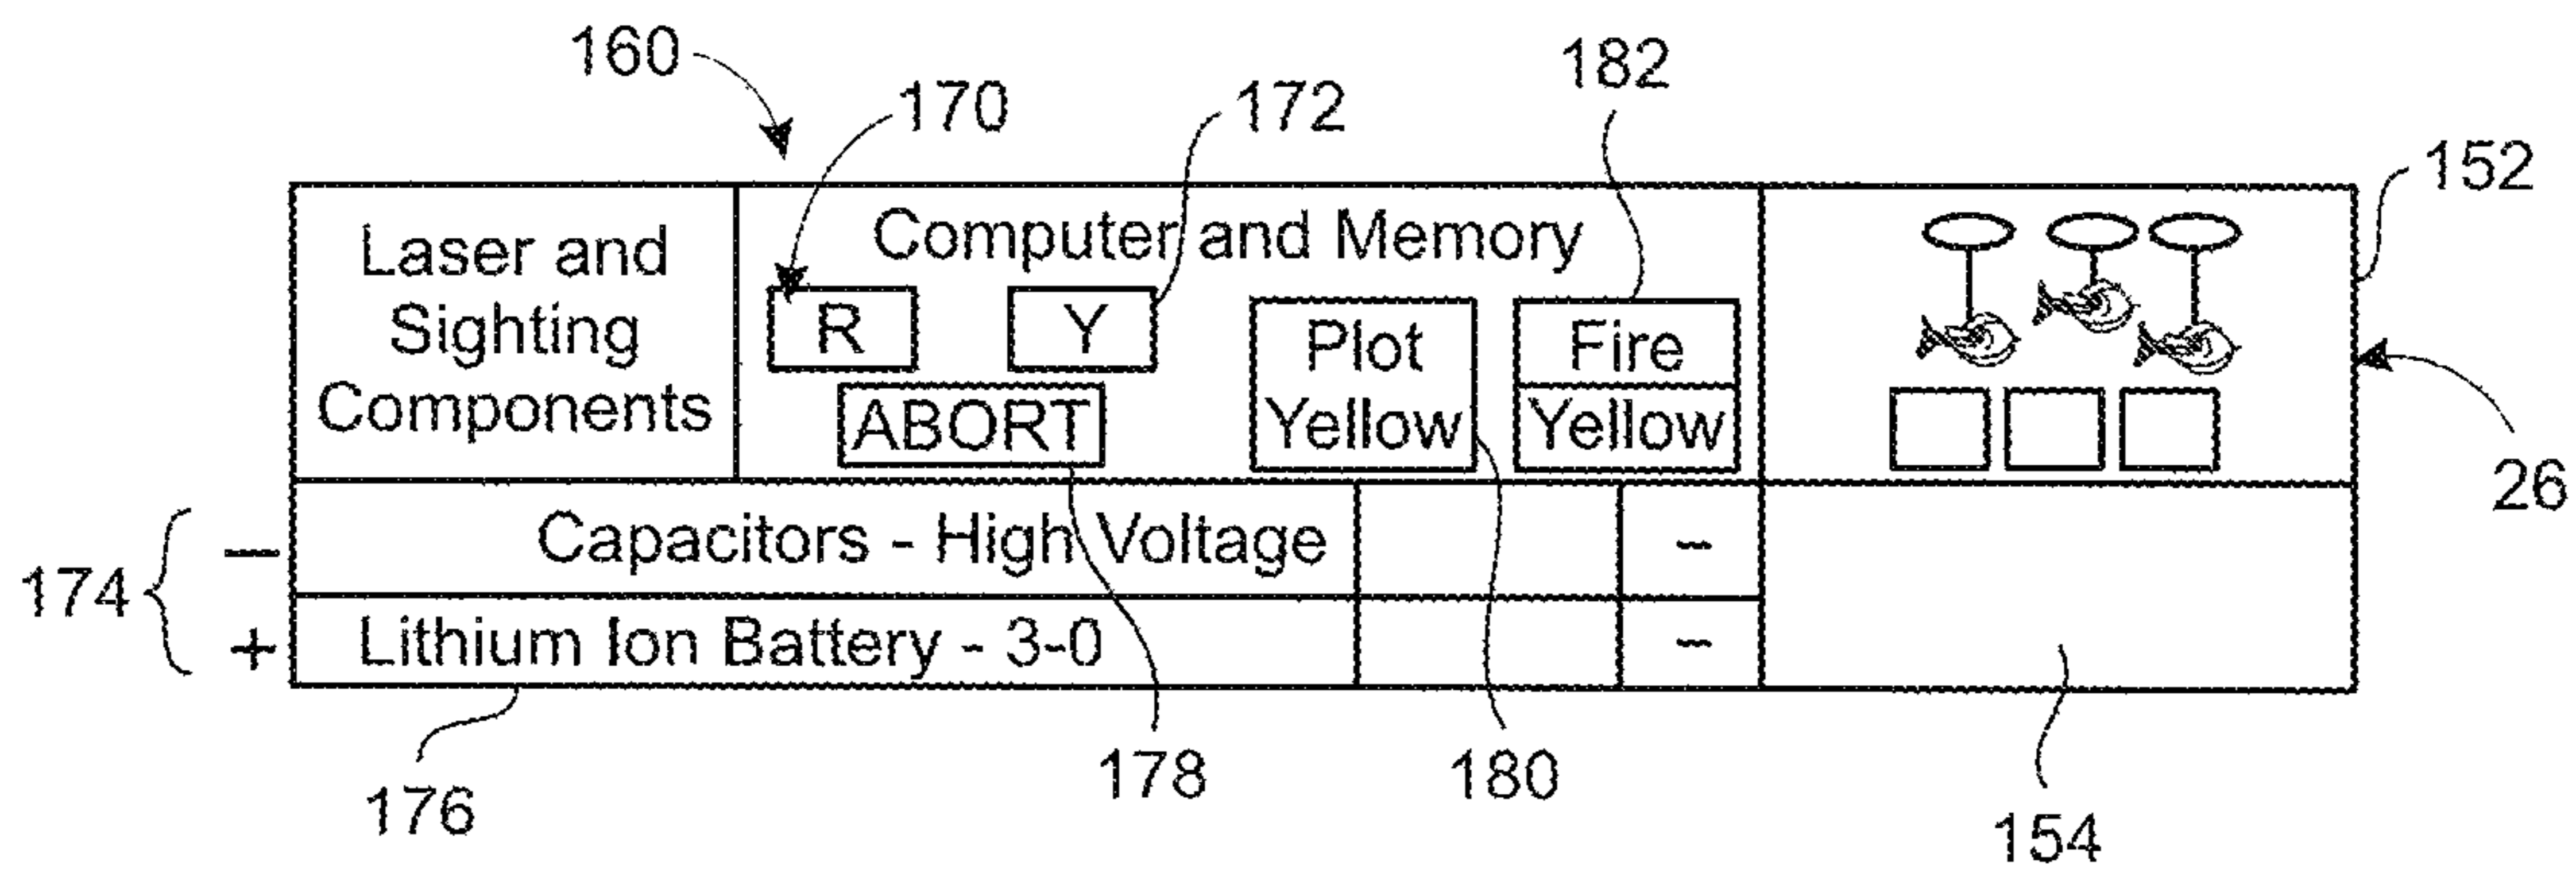 160
170
172
182
152
Laser and
Sighting
Components
Computer and Memory
R
Y
ABORT
Plot
Yellow
Fire
Yellow
26
174
–
Capacitors - High Voltage
–
+
Lithium Ion Battery - 3-0
–
176
178
180
154